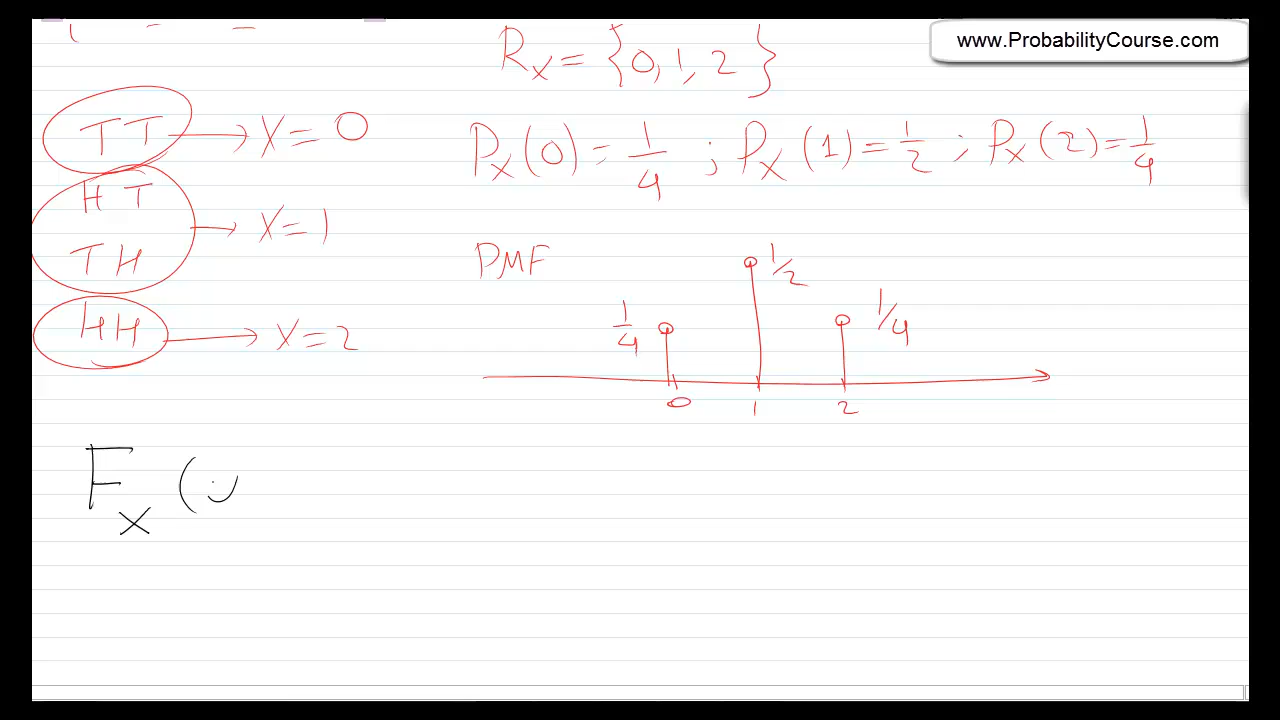 www.ProbabilityCourse.com
R_X = {0, 1, 2}
TT → X = 0
P_X(0) = 1/4 ; P_X(1) = 1/2 ; P_X(2) = 1/4
HT
TH → X = 1
PMF
HH → X = 2
1/4 1/2 1/4
0 1 2
F_X (